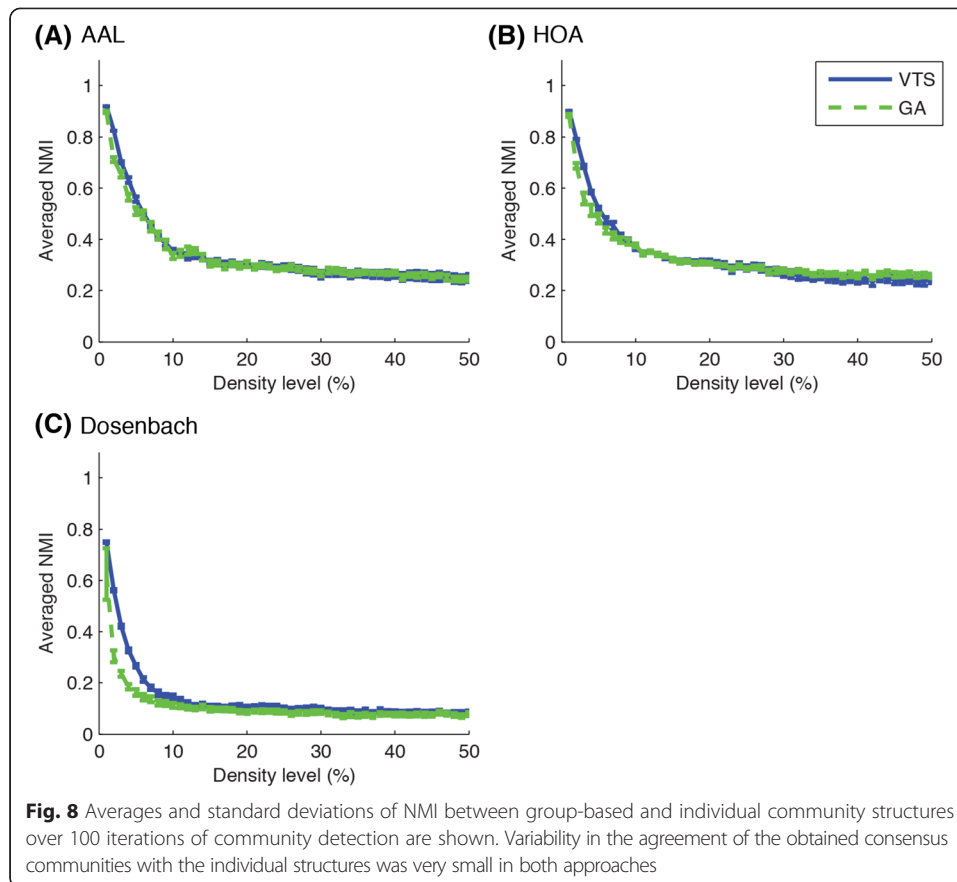 (A) AAL
1
0.8
0.6
0.4
0.2
0
Averaged NMI
0 10 20 30 40 50
Density level (%)
(B) HOA
VTS
GA
1
0.8
0.6
0.4
0.2
0
Averaged NMI
0 10 20 30 40 50
Density level (%)
(C) Dosenbach
1
0.8
0.6
0.4
0.2
0
Averaged NMI
0 10 20 30 40 50
Density level (%)
Fig. 8 Averages and standard deviations of NMI between group-based and individual community structures
over 100 iterations of community detection are shown. Variability in the agreement of the obtained consensus
communities with the individual structures was very small in both approaches